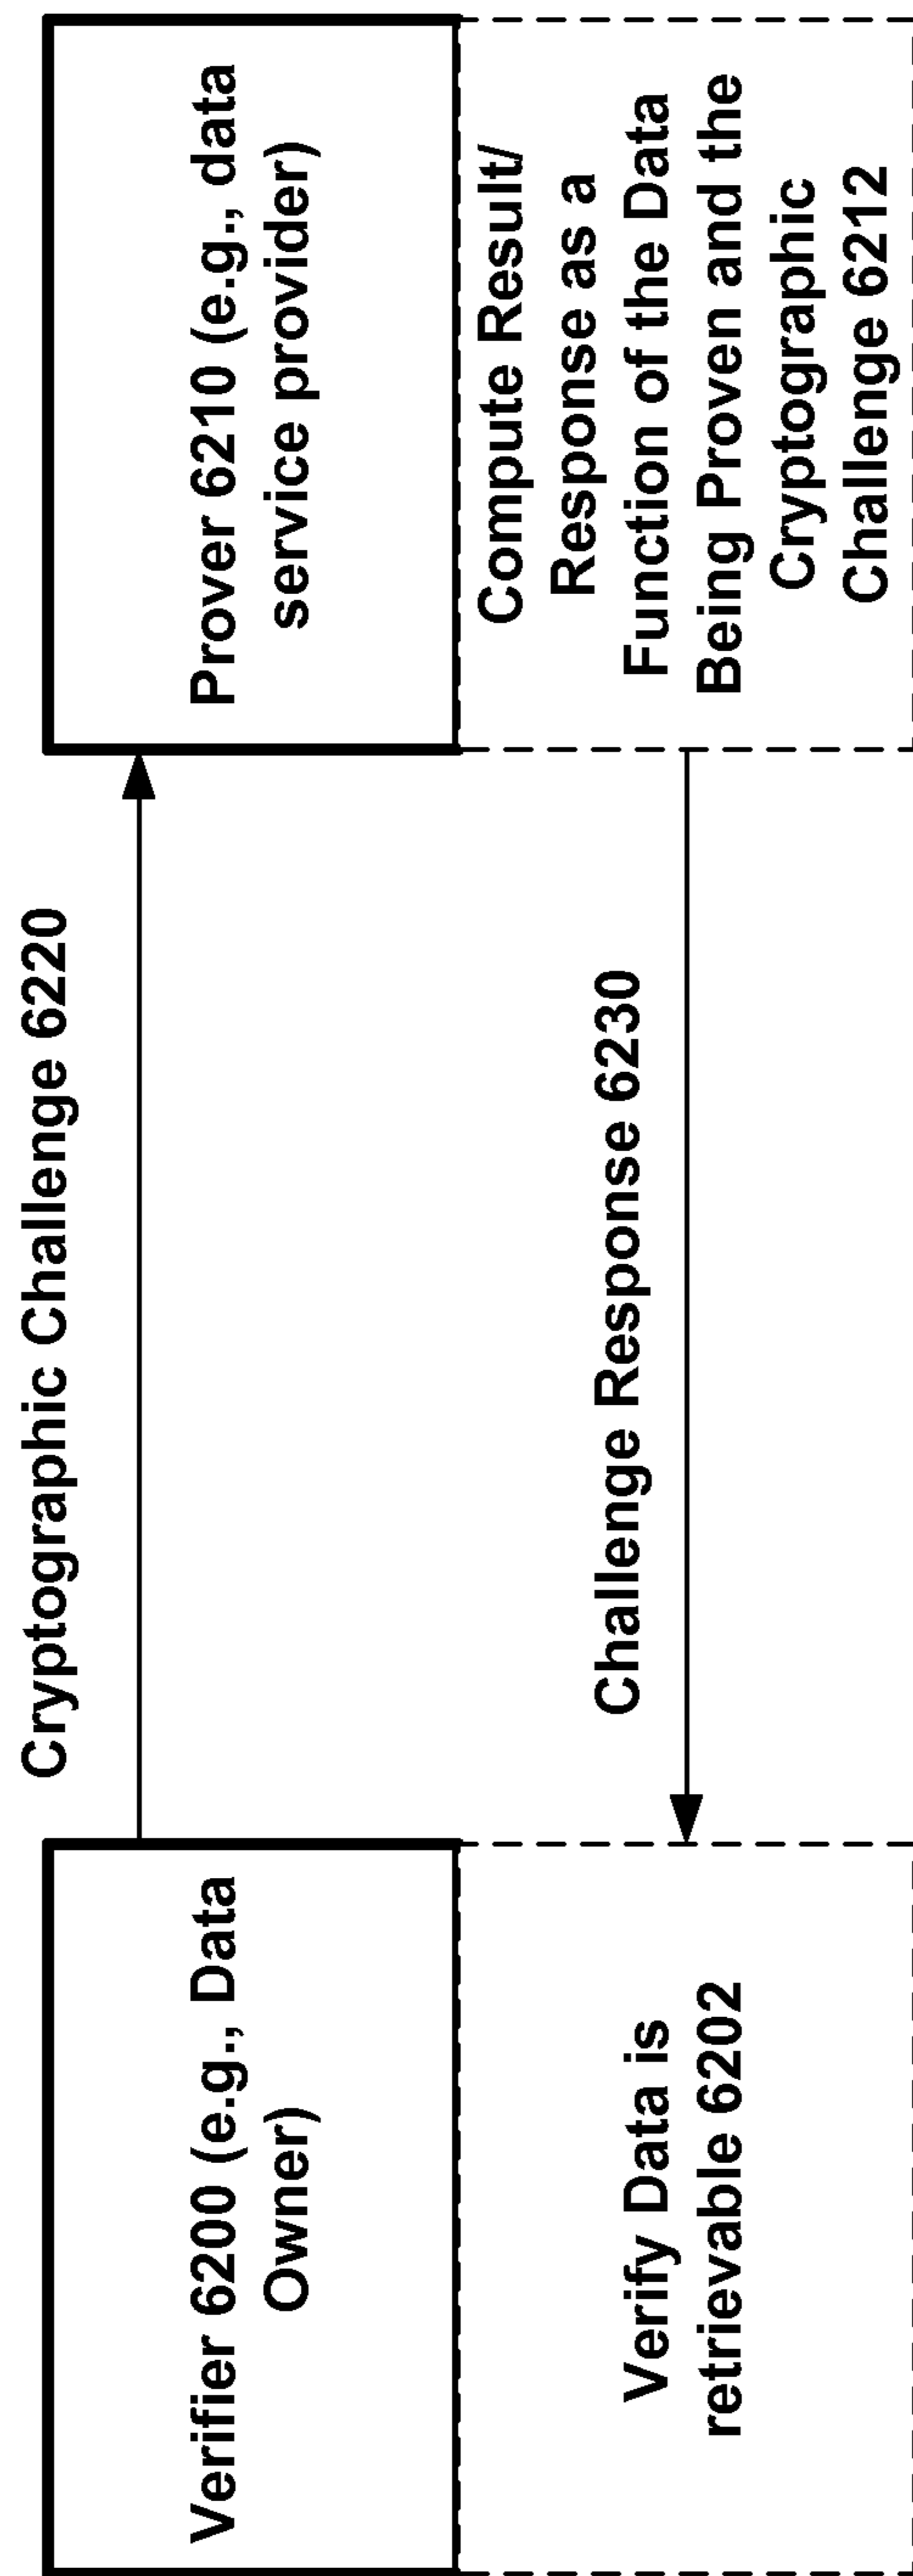 Verifier 6200 (e.g., Data
Owner)
Verify Data is
retrievable 6202
Cryptographic Challenge 6220
Challenge Response 6230
Prover 6210 (e.g., data
service provider)
Compute Result/
Response as a
Function of the Data
Being Proven and the
Cryptographic
Challenge 6212